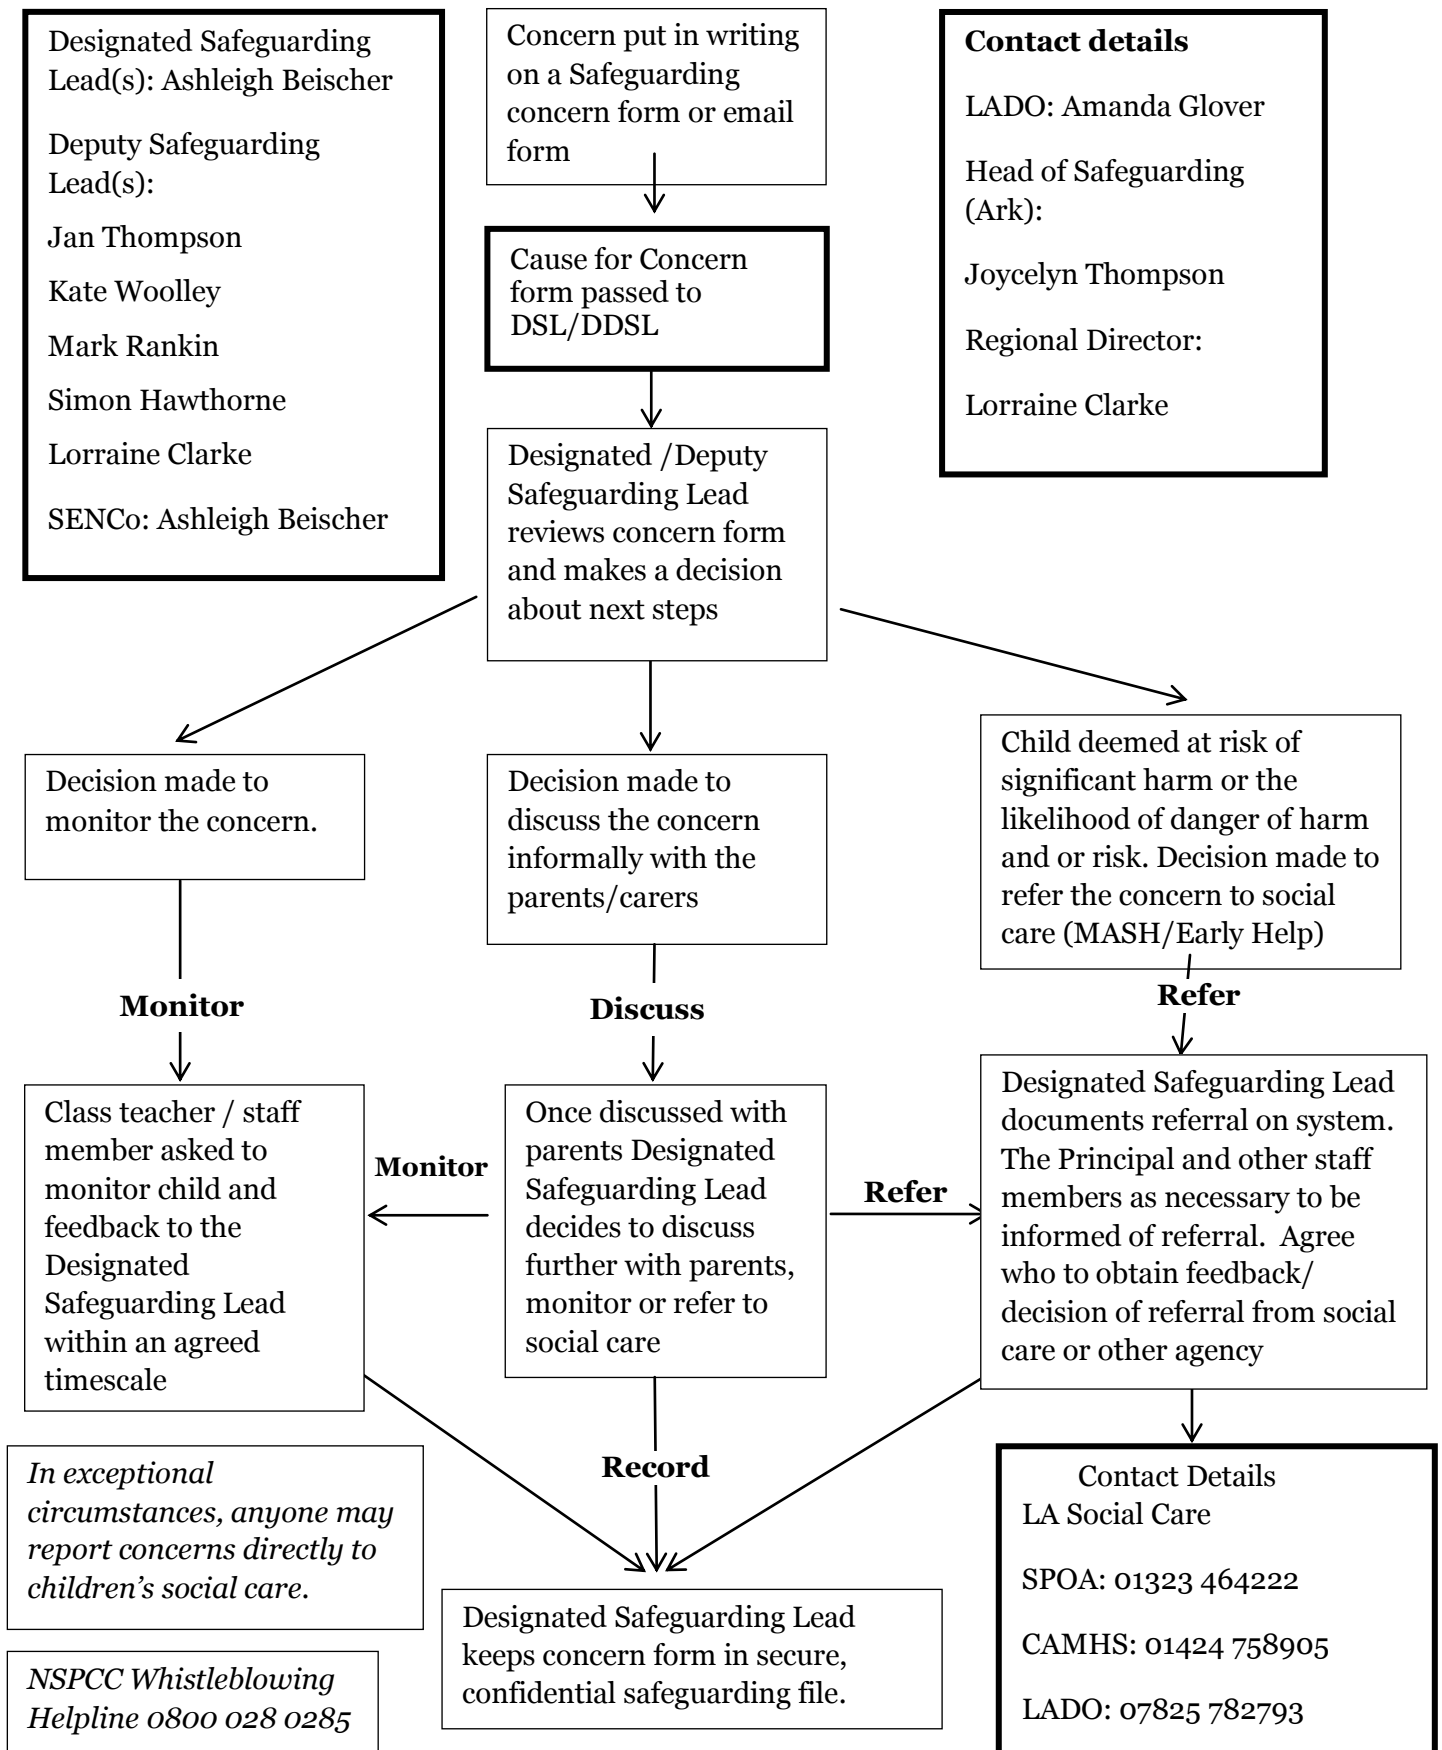 Designated Safeguarding
Lead(s): Ashleigh Beischer
Deputy Safeguarding
Lead(s):
Jan Thompson
Kate Woolley
Mark Rankin
Simon Hawthorne
Lorraine Clarke
SENCo: Ashleigh Beischer
Concern put in writing
on a Safeguarding
concern form or email
form
Contact details
LADO: Amanda Glover
Head of Safeguarding
(Ark):
Joycelyn Thompson
Regional Director:
Lorraine Clarke
Cause for Concern
form passed to
DSL/DDSL
Designated /Deputy
Safeguarding Lead
reviews concern form
and makes a decision
about next steps
Decision made to
monitor the concern.
Decision made to
discuss the concern
informally with the
parents/carers
Child deemed at risk of
significant harm or the
likelihood of danger of harm
and or risk. Decision made to
refer the concern to social
care (MASH/Early Help)
Monitor
Discuss
Refer
Class teacher / staff
member asked to
monitor child and
feedback to the
Designated
Safeguarding Lead
within an agreed
timescale
Monitor
Once discussed with
parents Designated
Safeguarding Lead
decides to discuss
further with parents,
monitor or refer to
social care
Refer
Designated Safeguarding Lead
documents referral on system.
The Principal and other staff
members as necessary to be
informed of referral.  Agree
who to obtain feedback/
decision of referral from social
care or other agency
In exceptional
circumstances, anyone may
report concerns directly to
children’s social care.
Record
Contact Details
LA Social Care
SPOA: 01323 464222
CAMHS: 01424 758905
LADO: 07825 782793
Designated Safeguarding Lead
keeps concern form in secure,
confidential safeguarding file.
NSPCC Whistleblowing
Helpline 0800 028 0285